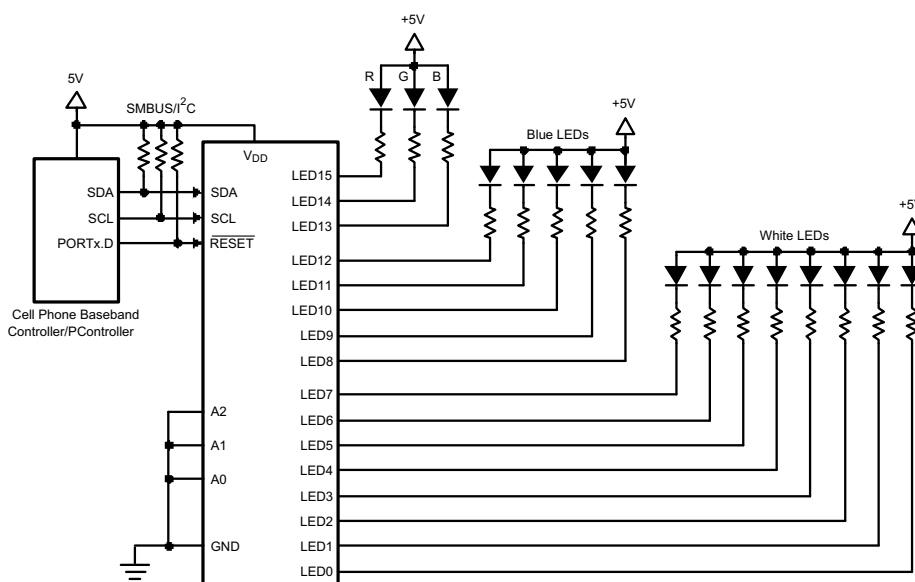 +5V
R G B
5V
SMBUS/I²C
+5V
Blue LEDs
V_DD
LED15
SDA
SDA
LED14
SCL
SCL
LED13
+5V
White LEDs
PORTx.D
RESET
LED12
LED11
LED10
Cell Phone Baseband
Controller/PController
LED9
LED8
LED7
A2
LED6
A1
LED5
LED4
A0
LED3
LED2
GND
LED1
LED0